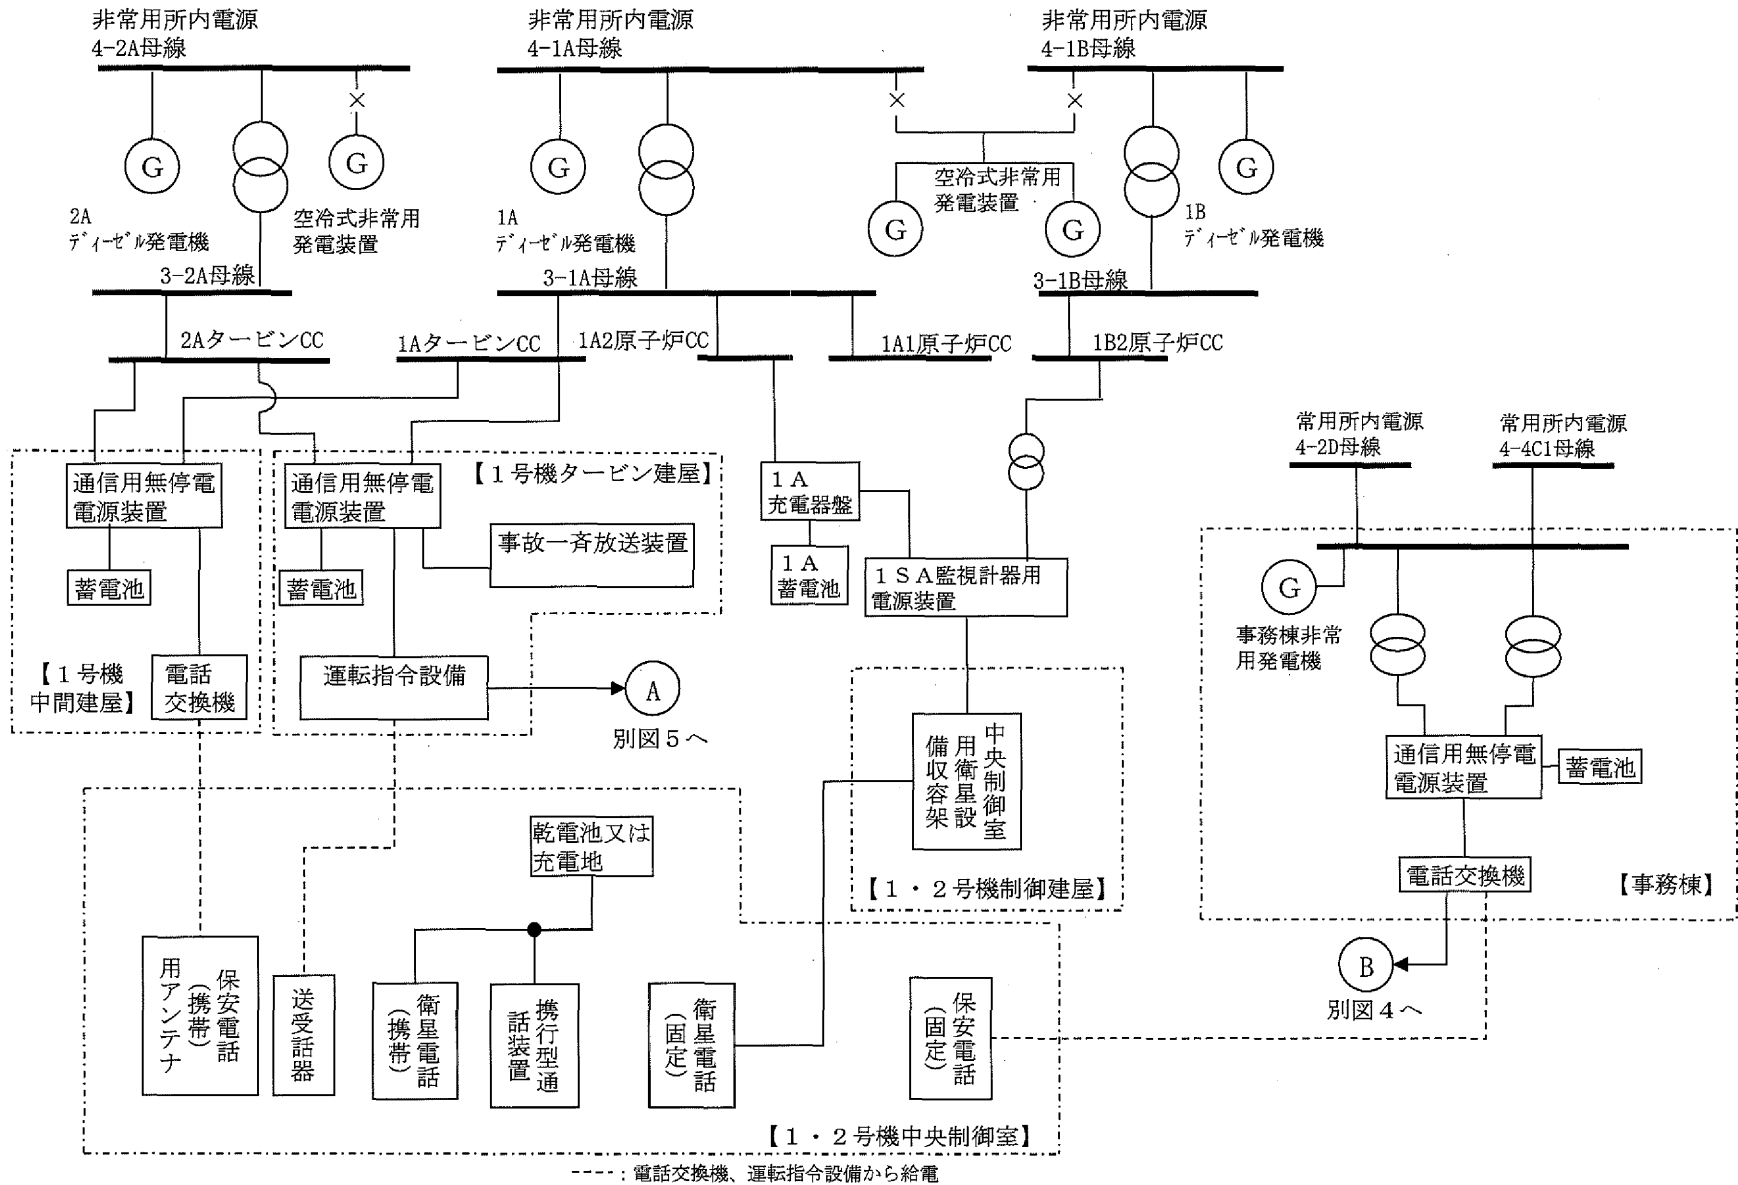 非常用所内電源
4-2A母線
非常用所内電源
4-1A母線
非常用所内電源
4-1B母線
×
×
×
G
G
G
G
G
G
2A
ディーゼル発電機
空冷式非常用
発電装置
1A
ディーゼル発電機
空冷式非常用
発電装置
1B
ディーゼル発電機
3-2A母線
3-1A母線
3-1B母線
2AタービンCC
1AタービンCC
1A2原子炉CC
1A1原子炉CC
1B2原子炉CC
常用所内電源
4-2D母線
常用所内電源
4-4C1母線
通信用無停電
電源装置
蓄電池
電話
交換機
【1号機
中間建屋】
通信用無停電
電源装置
【1号機タービン建屋】
事故一斉放送装置
蓄電池
運転指令設備
A
別図5へ
1A
充電器盤
1A
蓄電池
1SA監視計器用
電源装置
中央制御室
用衛星設
備収容架
【1・2号機制御建屋】
G
事務棟非常
用発電機
通信用無停電
電源装置
蓄電池
電話交換機
【事務棟】
B
別図4へ
乾電池又は
充電地
保安電話
(携帯)
用アンテナ
送受話器
衛星電話
(携帯)
携行型通
話装置
衛星電話
(固定)
保安電話
(固定)
【1・2号機中央制御室】
----:電話交換機、運転指令設備から給電